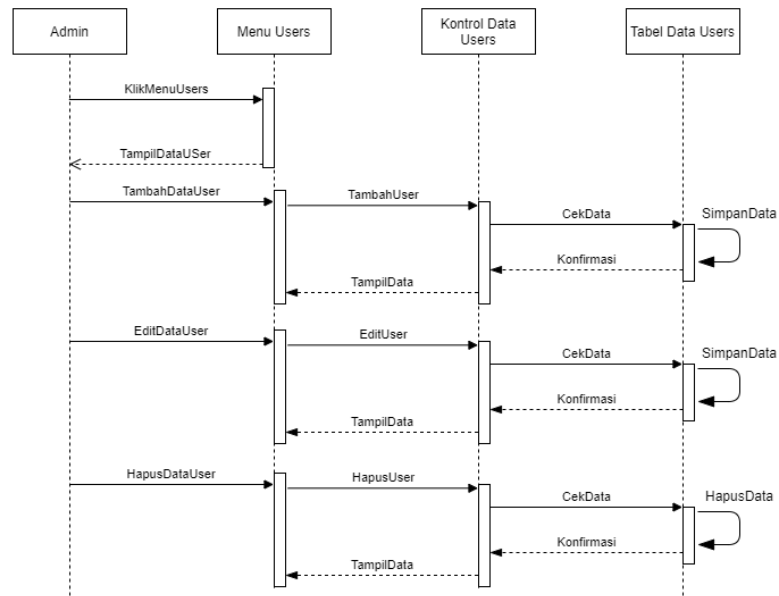 Admin
Menu Users
Kontrol Data
Users
Tabel Data Users
KlikMenuUsers
TampilDataUSer
TambahDataUser
TambahUser
CekData
SimpanData
Konfirmasi
TampilData
EditDataUser
EditUser
CekData
SimpanData
Konfirmasi
TampilData
HapusDataUser
HapusUser
CekData
HapusData
Konfirmasi
TampilData